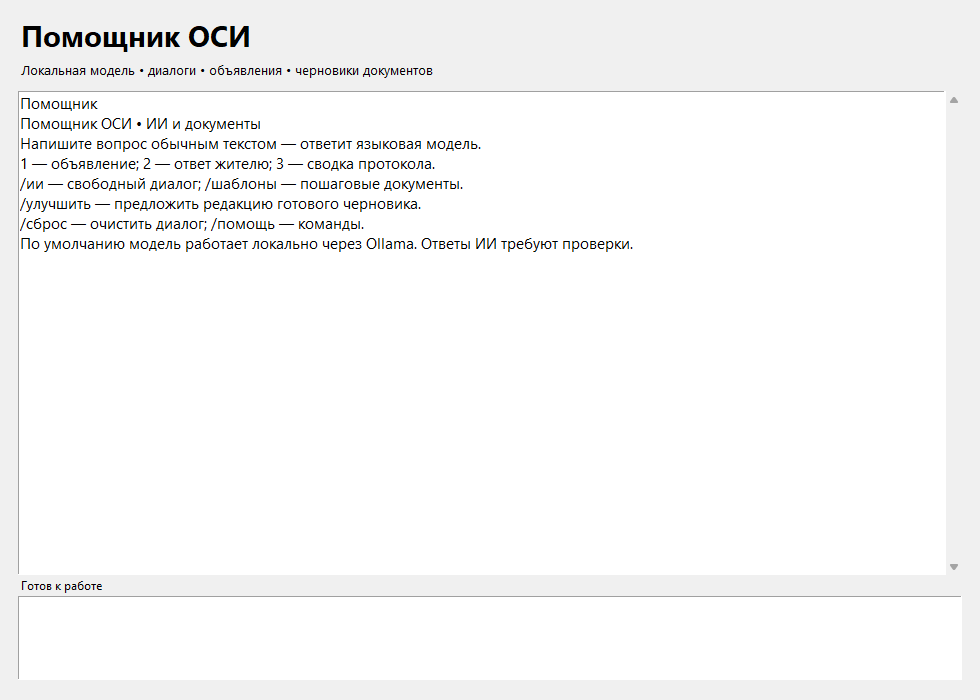 Помощник ОСИ
Локальная модель • диалоги • объявления • черновики документов
Помощник
Помощник ОСИ • ИИ и документы
Напишите вопрос обычным текстом — ответит языковая модель.
1 — объявление; 2 — ответ жителю; 3 — сводка протокола.
/ии — свободный диалог; /шаблоны — пошаговые документы.
/улучшить — предложить редакцию готового черновика.
/сброс — очистить диалог; /помощь — команды.
По умолчанию модель работает локально через Ollama. Ответы ИИ требуют проверки.
Готов к работе